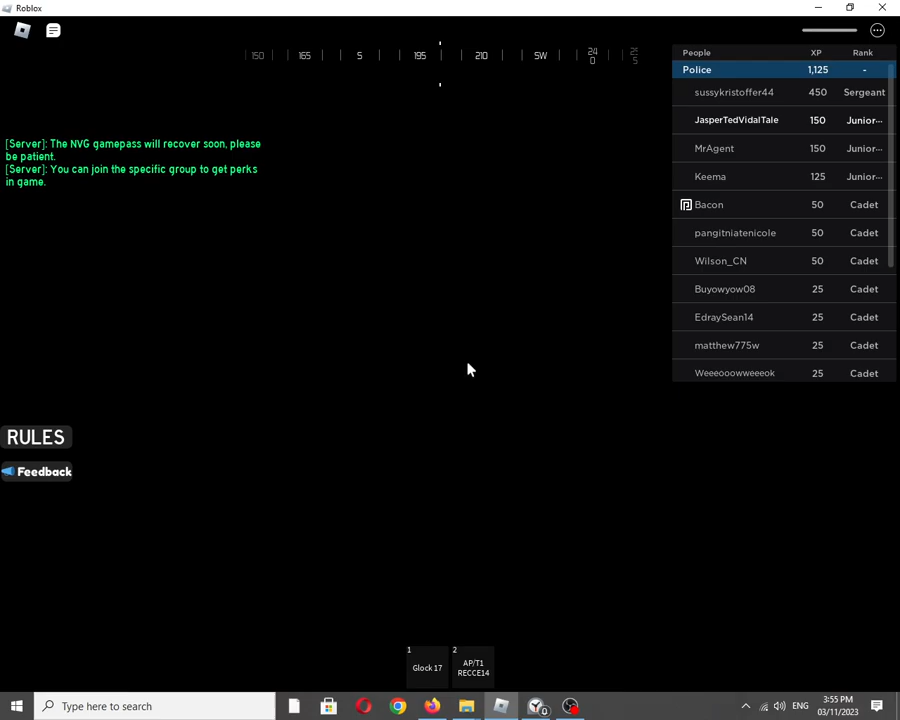 Roblox
150 165 S 195 210 SW 24
0
People XP Rank
Police 1,125 -
sussykristoffer44 450 Sergeant
JasperTedVidalTale 150 Junior...
MrAgent 150 Junior...
Keema 125 Junior...
Bacon 50 Cadet
pangitniatenicole 50 Cadet
Wilson_CN 50 Cadet
Buyowyow08 25 Cadet
EdraySean14 25 Cadet
matthew775w 25 Cadet
Weeeooowweeeok 25 Cadet
[Server]: The NVG gamepass will recover soon, please
be patient.
[Server]: You can join the specific group to get perks
in game.
RULES
Feedback
1 2
Glock 17
AP/T1
RECCE14
Type here to search
ENG
3:55 PM
03/11/2023